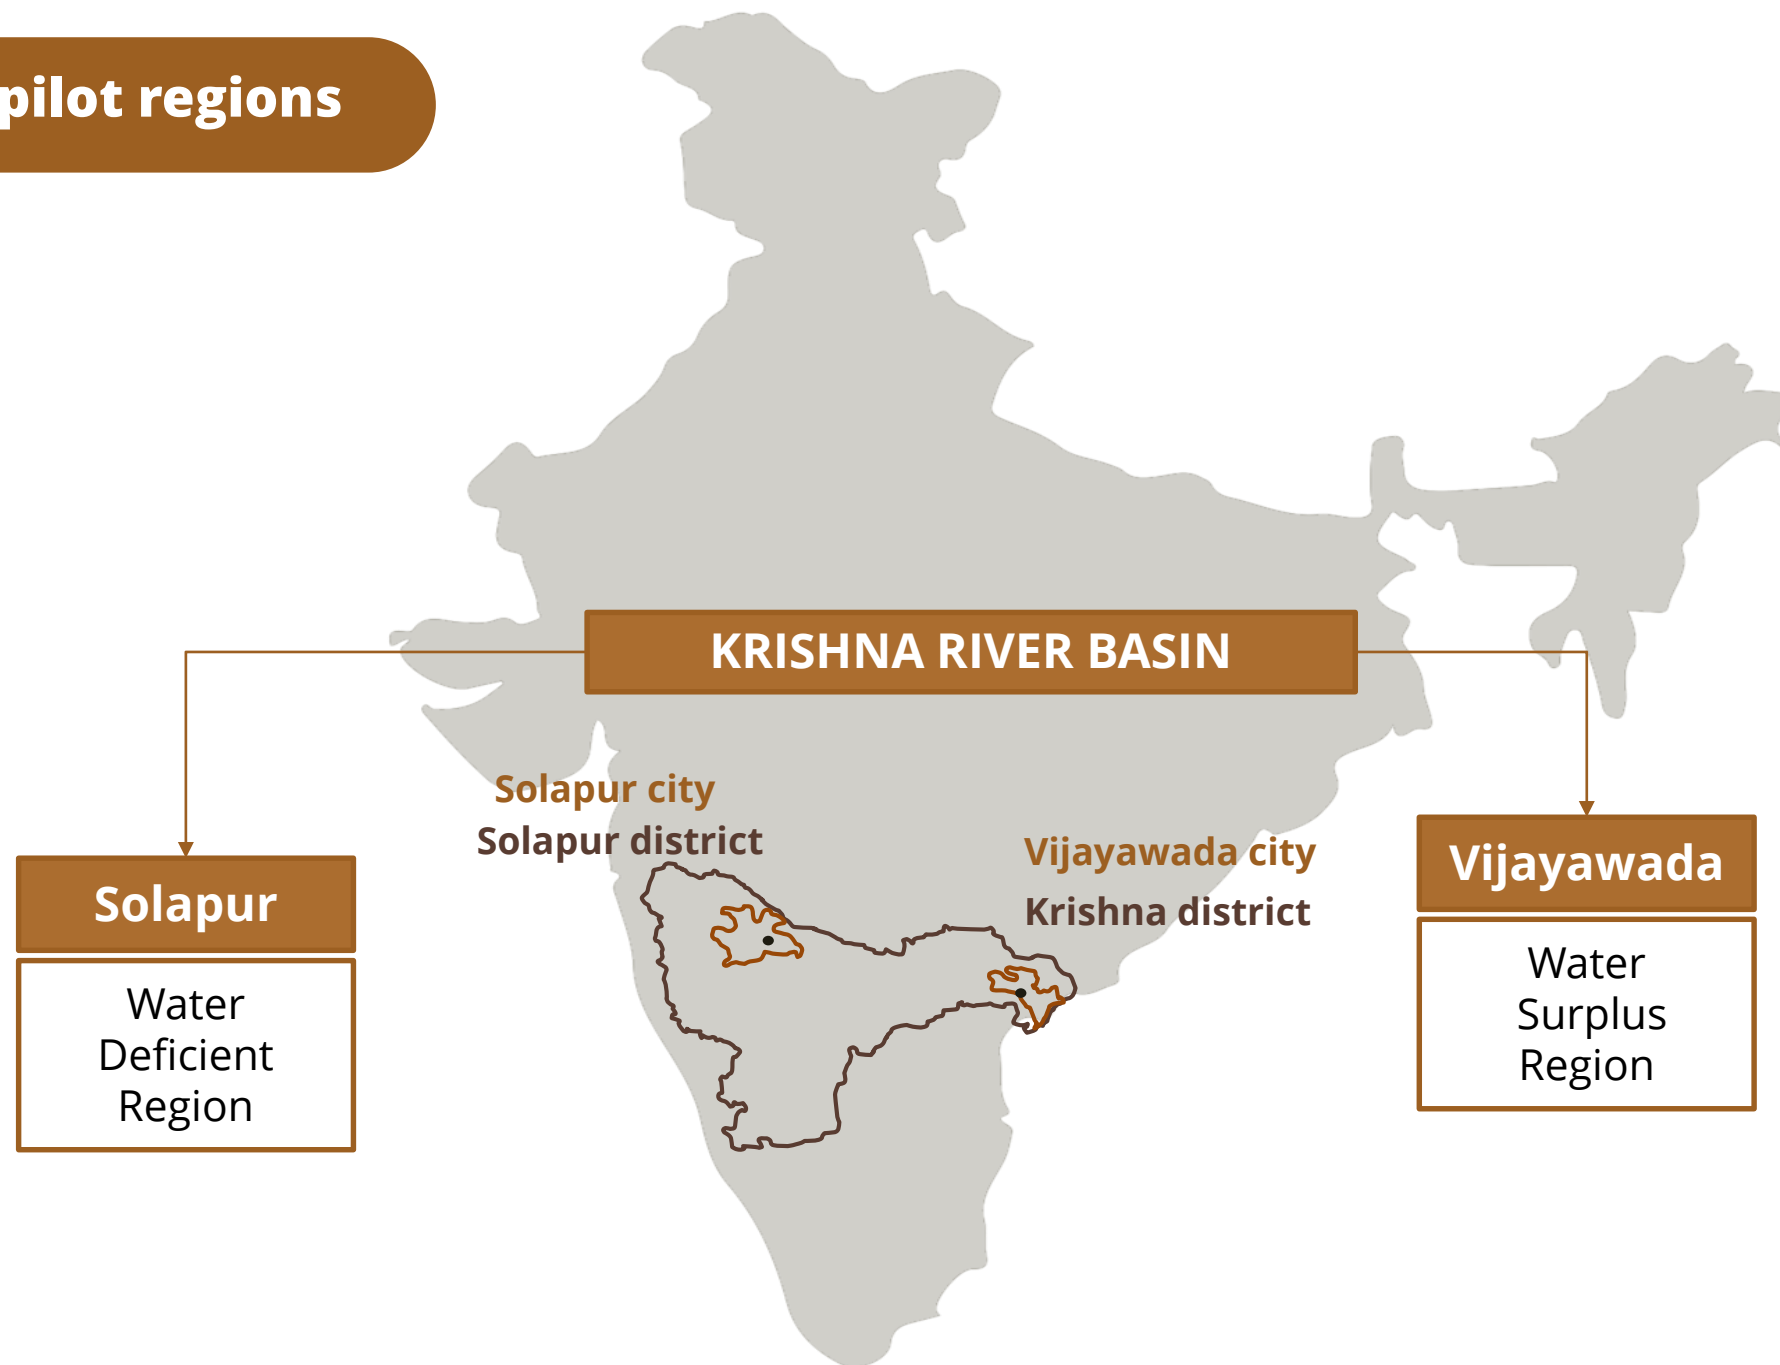 pilot regions
KRISHNA RIVER BASIN
Solapur city
Solapur district
Vijayawada city
Krishna district
Solapur
Water
Deficient
Region
Vijayawada
Water
Surplus
Region